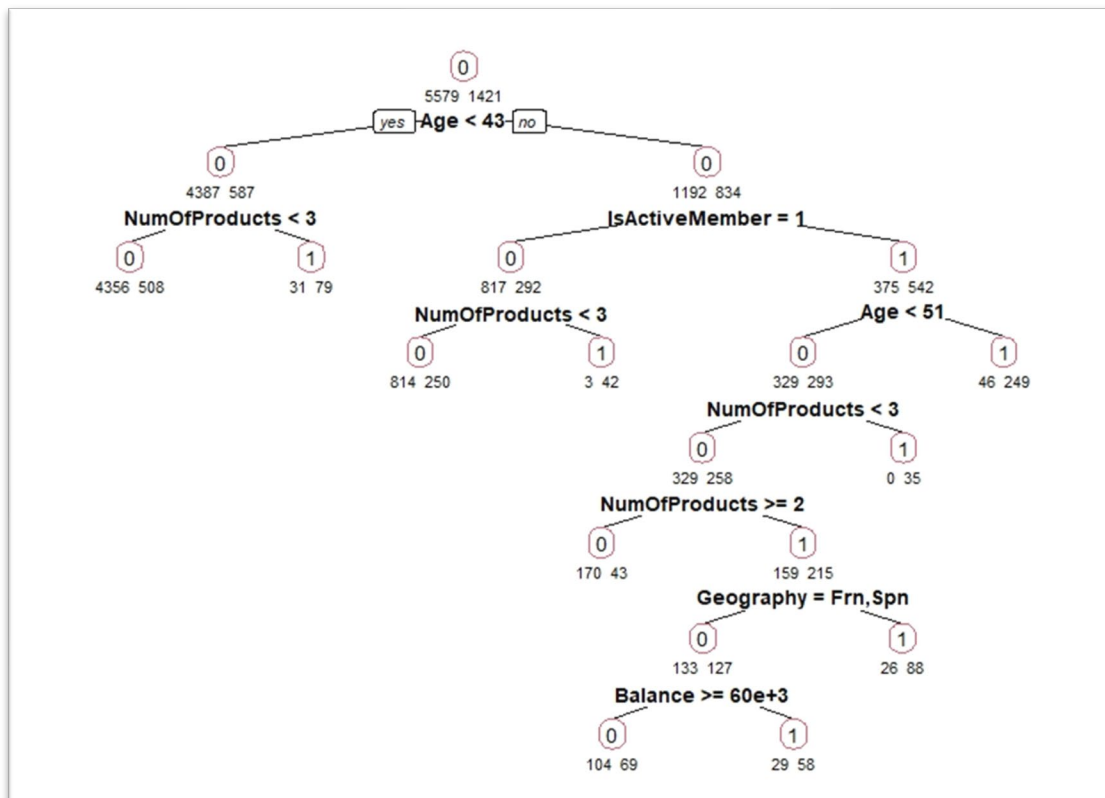 0
5579 1421
yes Age < 43 no
0 0
4387 587 1192 834
NumOfProducts < 3 IsActiveMember = 1
0 1 0 1
4356 508 31 79 817 292 375 542
NumOfProducts < 3 Age < 51
0 1 0 1
814 250 3 42 329 293 46 249
NumOfProducts < 3
0 1
329 258 0 35
NumOfProducts >= 2
0 1
170 43 159 215
Geography = Frn,Spn
0 1
133 127 26 88
Balance >= 60e+3
0 1
104 69 29 58